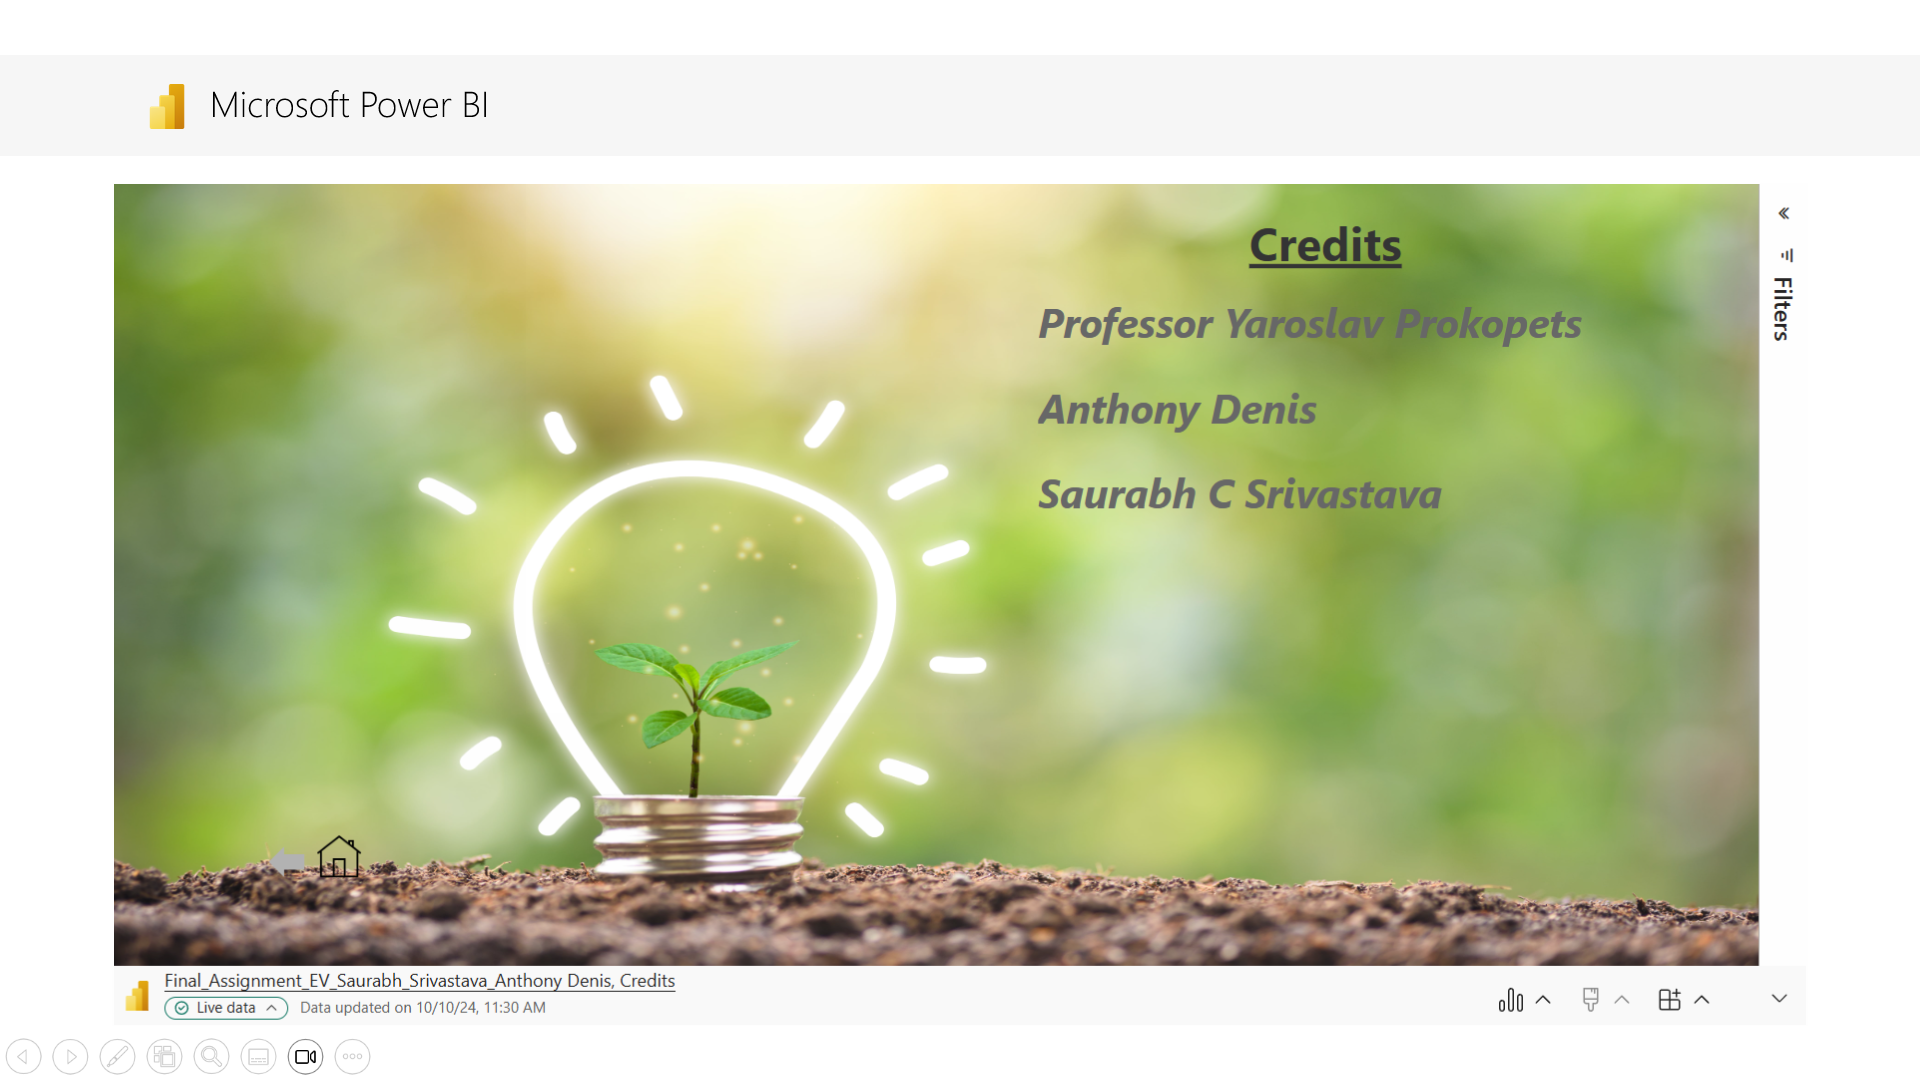 Microsoft Power BI
Credits
Professor Yaroslav Prokopets
Anthony Denis
Saurabh C Srivastava
Filters
Final_Assignment_EV_Saurabh_Srivastava_Anthony Denis, Credits
Live data
Data updated on 10/10/24, 11:30 AM